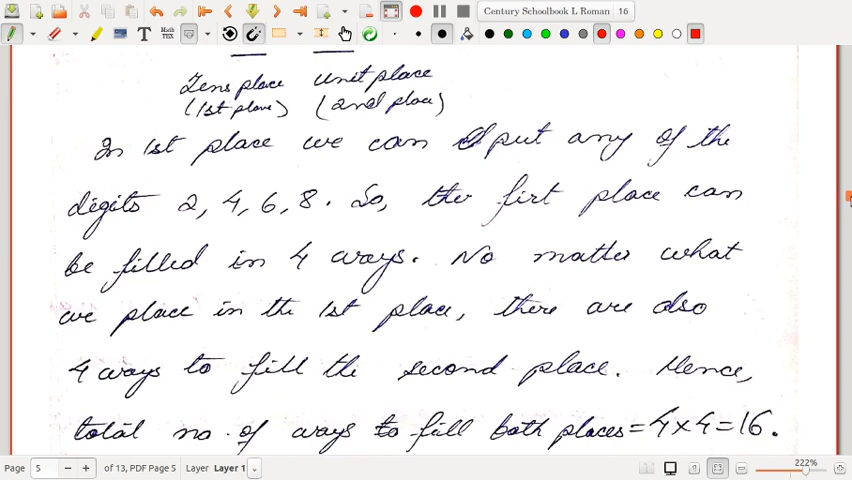 Century Schoolbook L Roman 16
Math TEX
Tens place unit place
(1st place) (2nd place)
In 1st place we can put any of the
digits 2, 4, 6, 8. So, the first place can
be filled in 4 ways. No matter what
we place in the 1st place, there are also
4 ways to fill the second place. Hence,
total no. of ways to fill both places=4×4=16.
Page 5 of 13, PDF Page 5 Layer Layer 1 222%